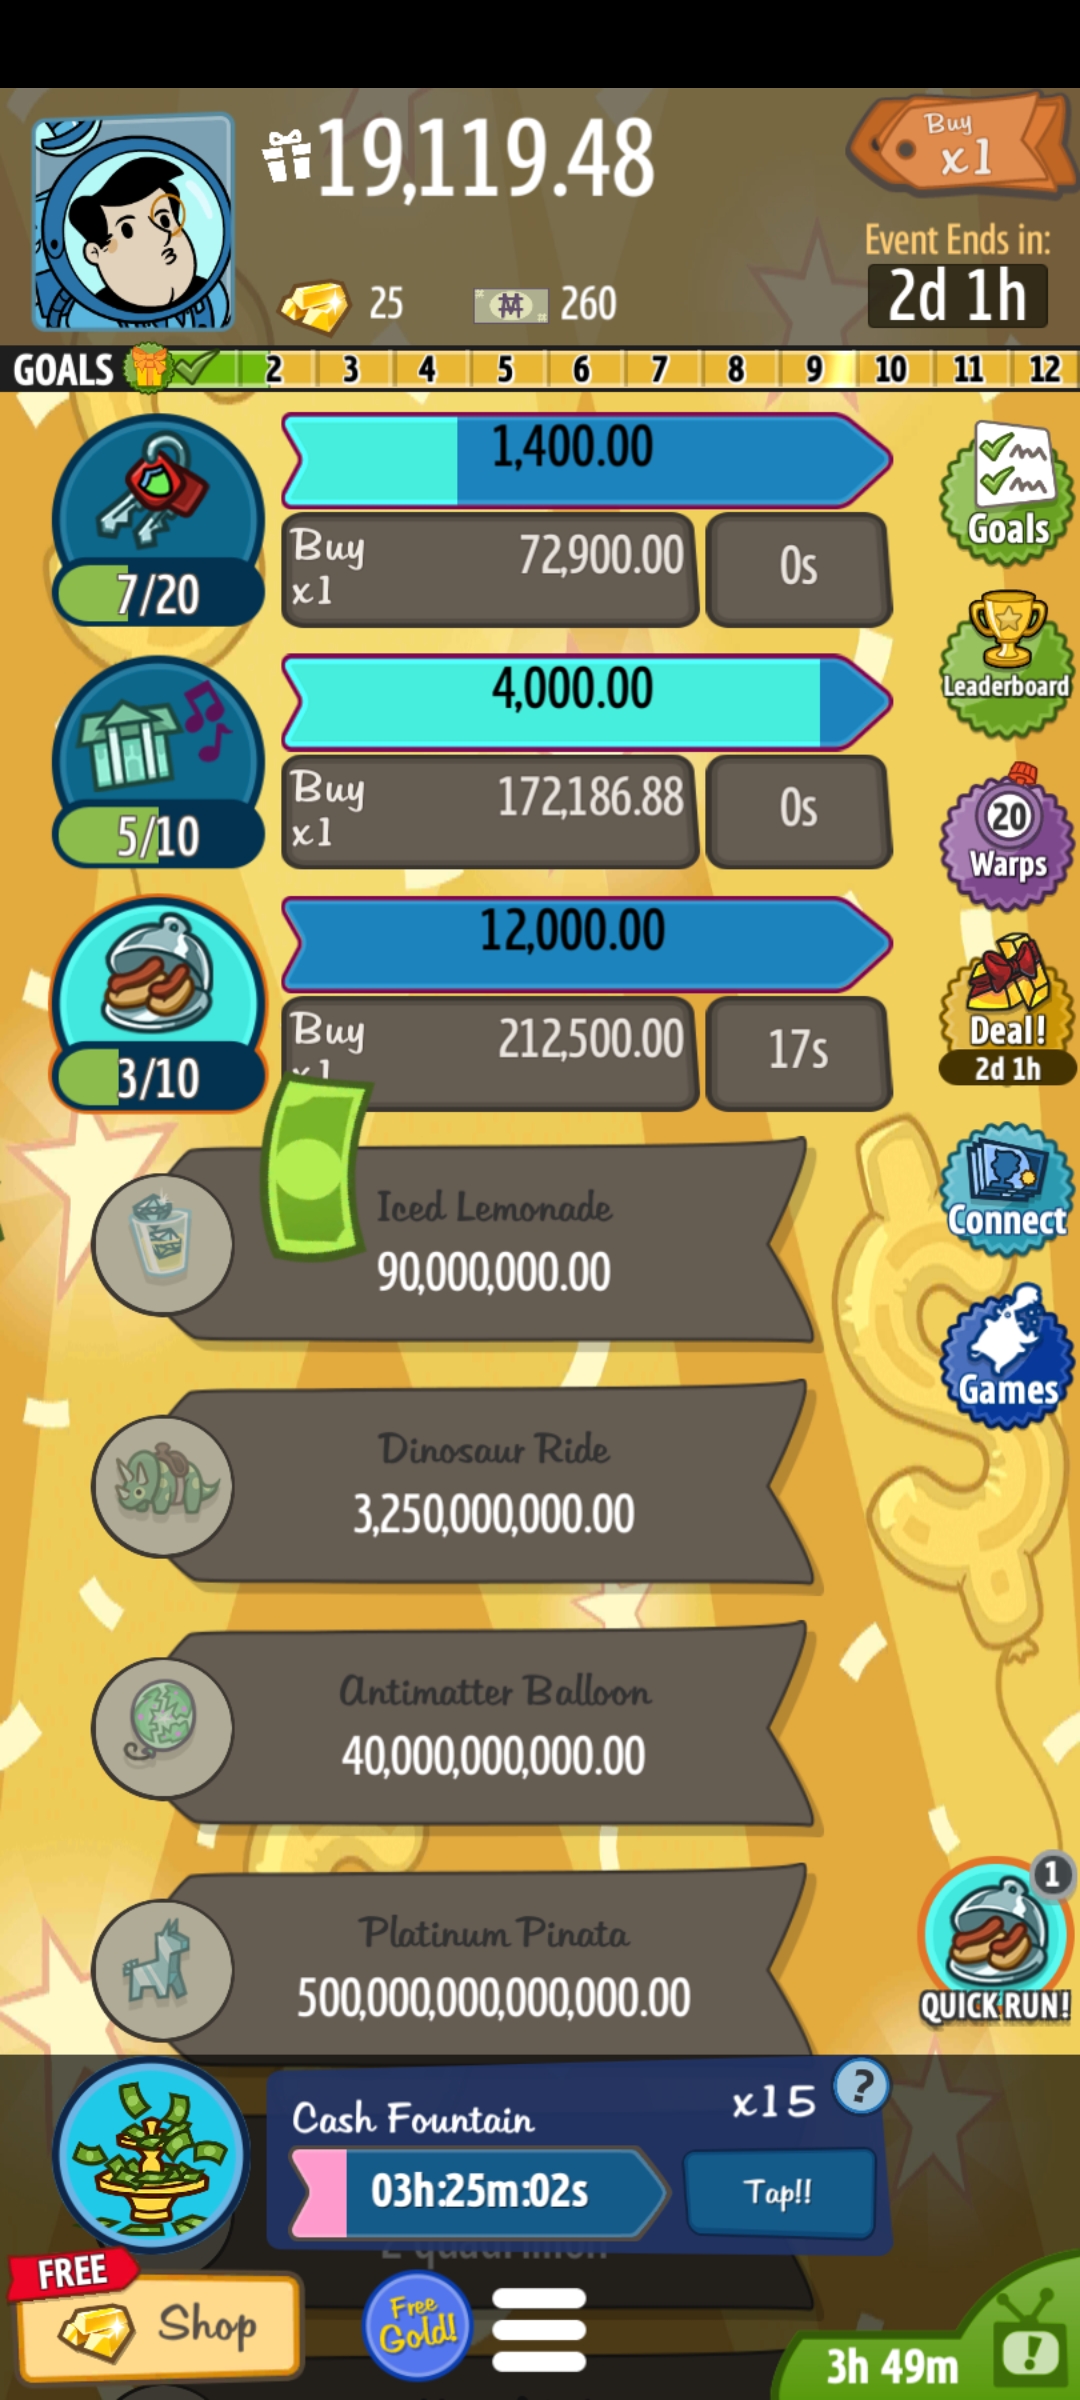 19,119.48
Buy
x1
25
260
Event Ends in:
2d 1h
GOALS 2 3 4 5 6 7 8 9 10 11 12
1,400.00
Buy
x1
72,900.00
0s
7/20
Goals
4,000.00
Buy
x1
172,186.88
0s
5/10
Leaderboard
20
Warps
12,000.00
Buy
x1
212,500.00
17s
3/10
Deal!
2d 1h
Iced Lemonade
90,000,000.00
Connect
Games
Dinosaur Ride
3,250,000,000.00
Antimatter Balloon
40,000,000,000.00
Platinum Pinata
500,000,000,000,000.00
1
QUICK RUN!
Cash Fountain
x15
?
03h:25m:02s
Tap!!
FREE
Shop
Free
Gold!
3h 49m
!